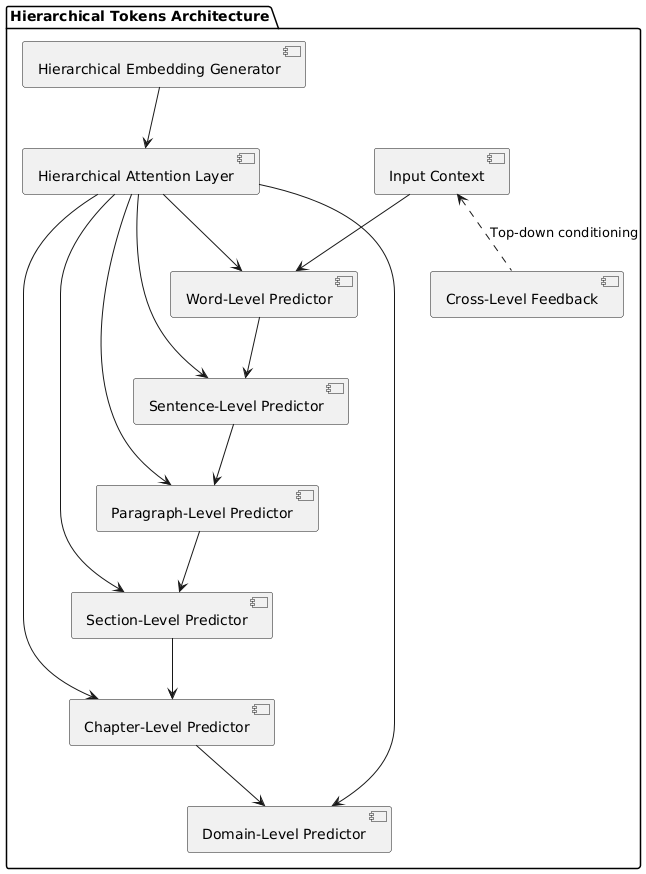 Hierarchical Tokens Architecture
Hierarchical Embedding Generator
Hierarchical Attention Layer
Input Context
Top-down conditioning
Word-Level Predictor
Cross-Level Feedback
Sentence-Level Predictor
Paragraph-Level Predictor
Section-Level Predictor
Chapter-Level Predictor
Domain-Level Predictor